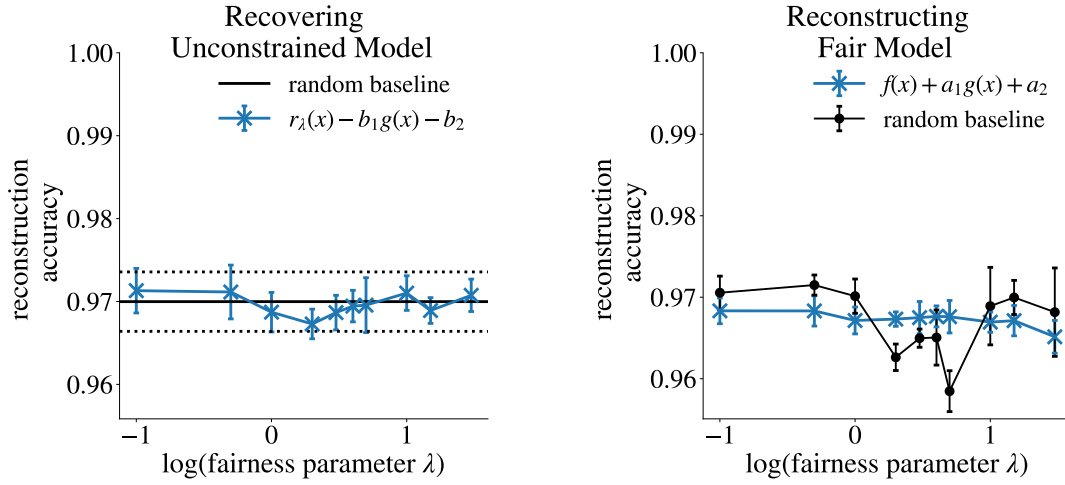 Recovering
Unconstrained Model
1.00
0.99
0.98
0.97
0.96
reconstruction
accuracy
random baseline
r_λ(x) − b₁g(x) − b₂
−1
0
1
log(fairness parameter λ)
Reconstructing
Fair Model
1.00
0.99
0.98
0.97
0.96
reconstruction
accuracy
f(x) + a₁g(x) + a₂
random baseline
−1
0
1
log(fairness parameter λ)